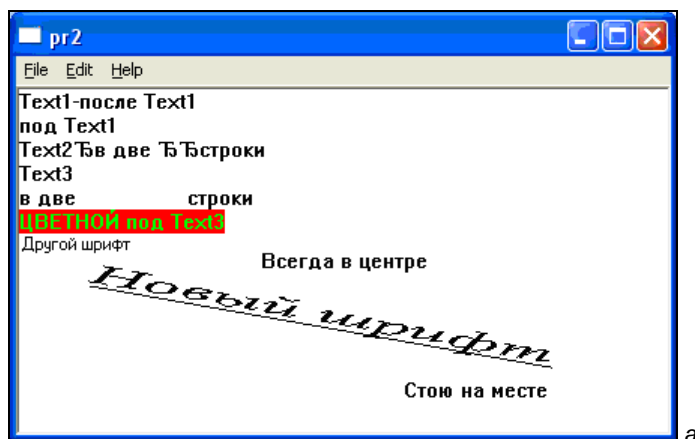 pr2
File Edit Help
Text1-после Text1
под Text1
Text2Ђв две ЂЂстроки
Text3
в две строки
ЦВЕТНОЙ под Text3
Другой шрифт
Всегда в центре
Новый шрифт
Стою на месте
а